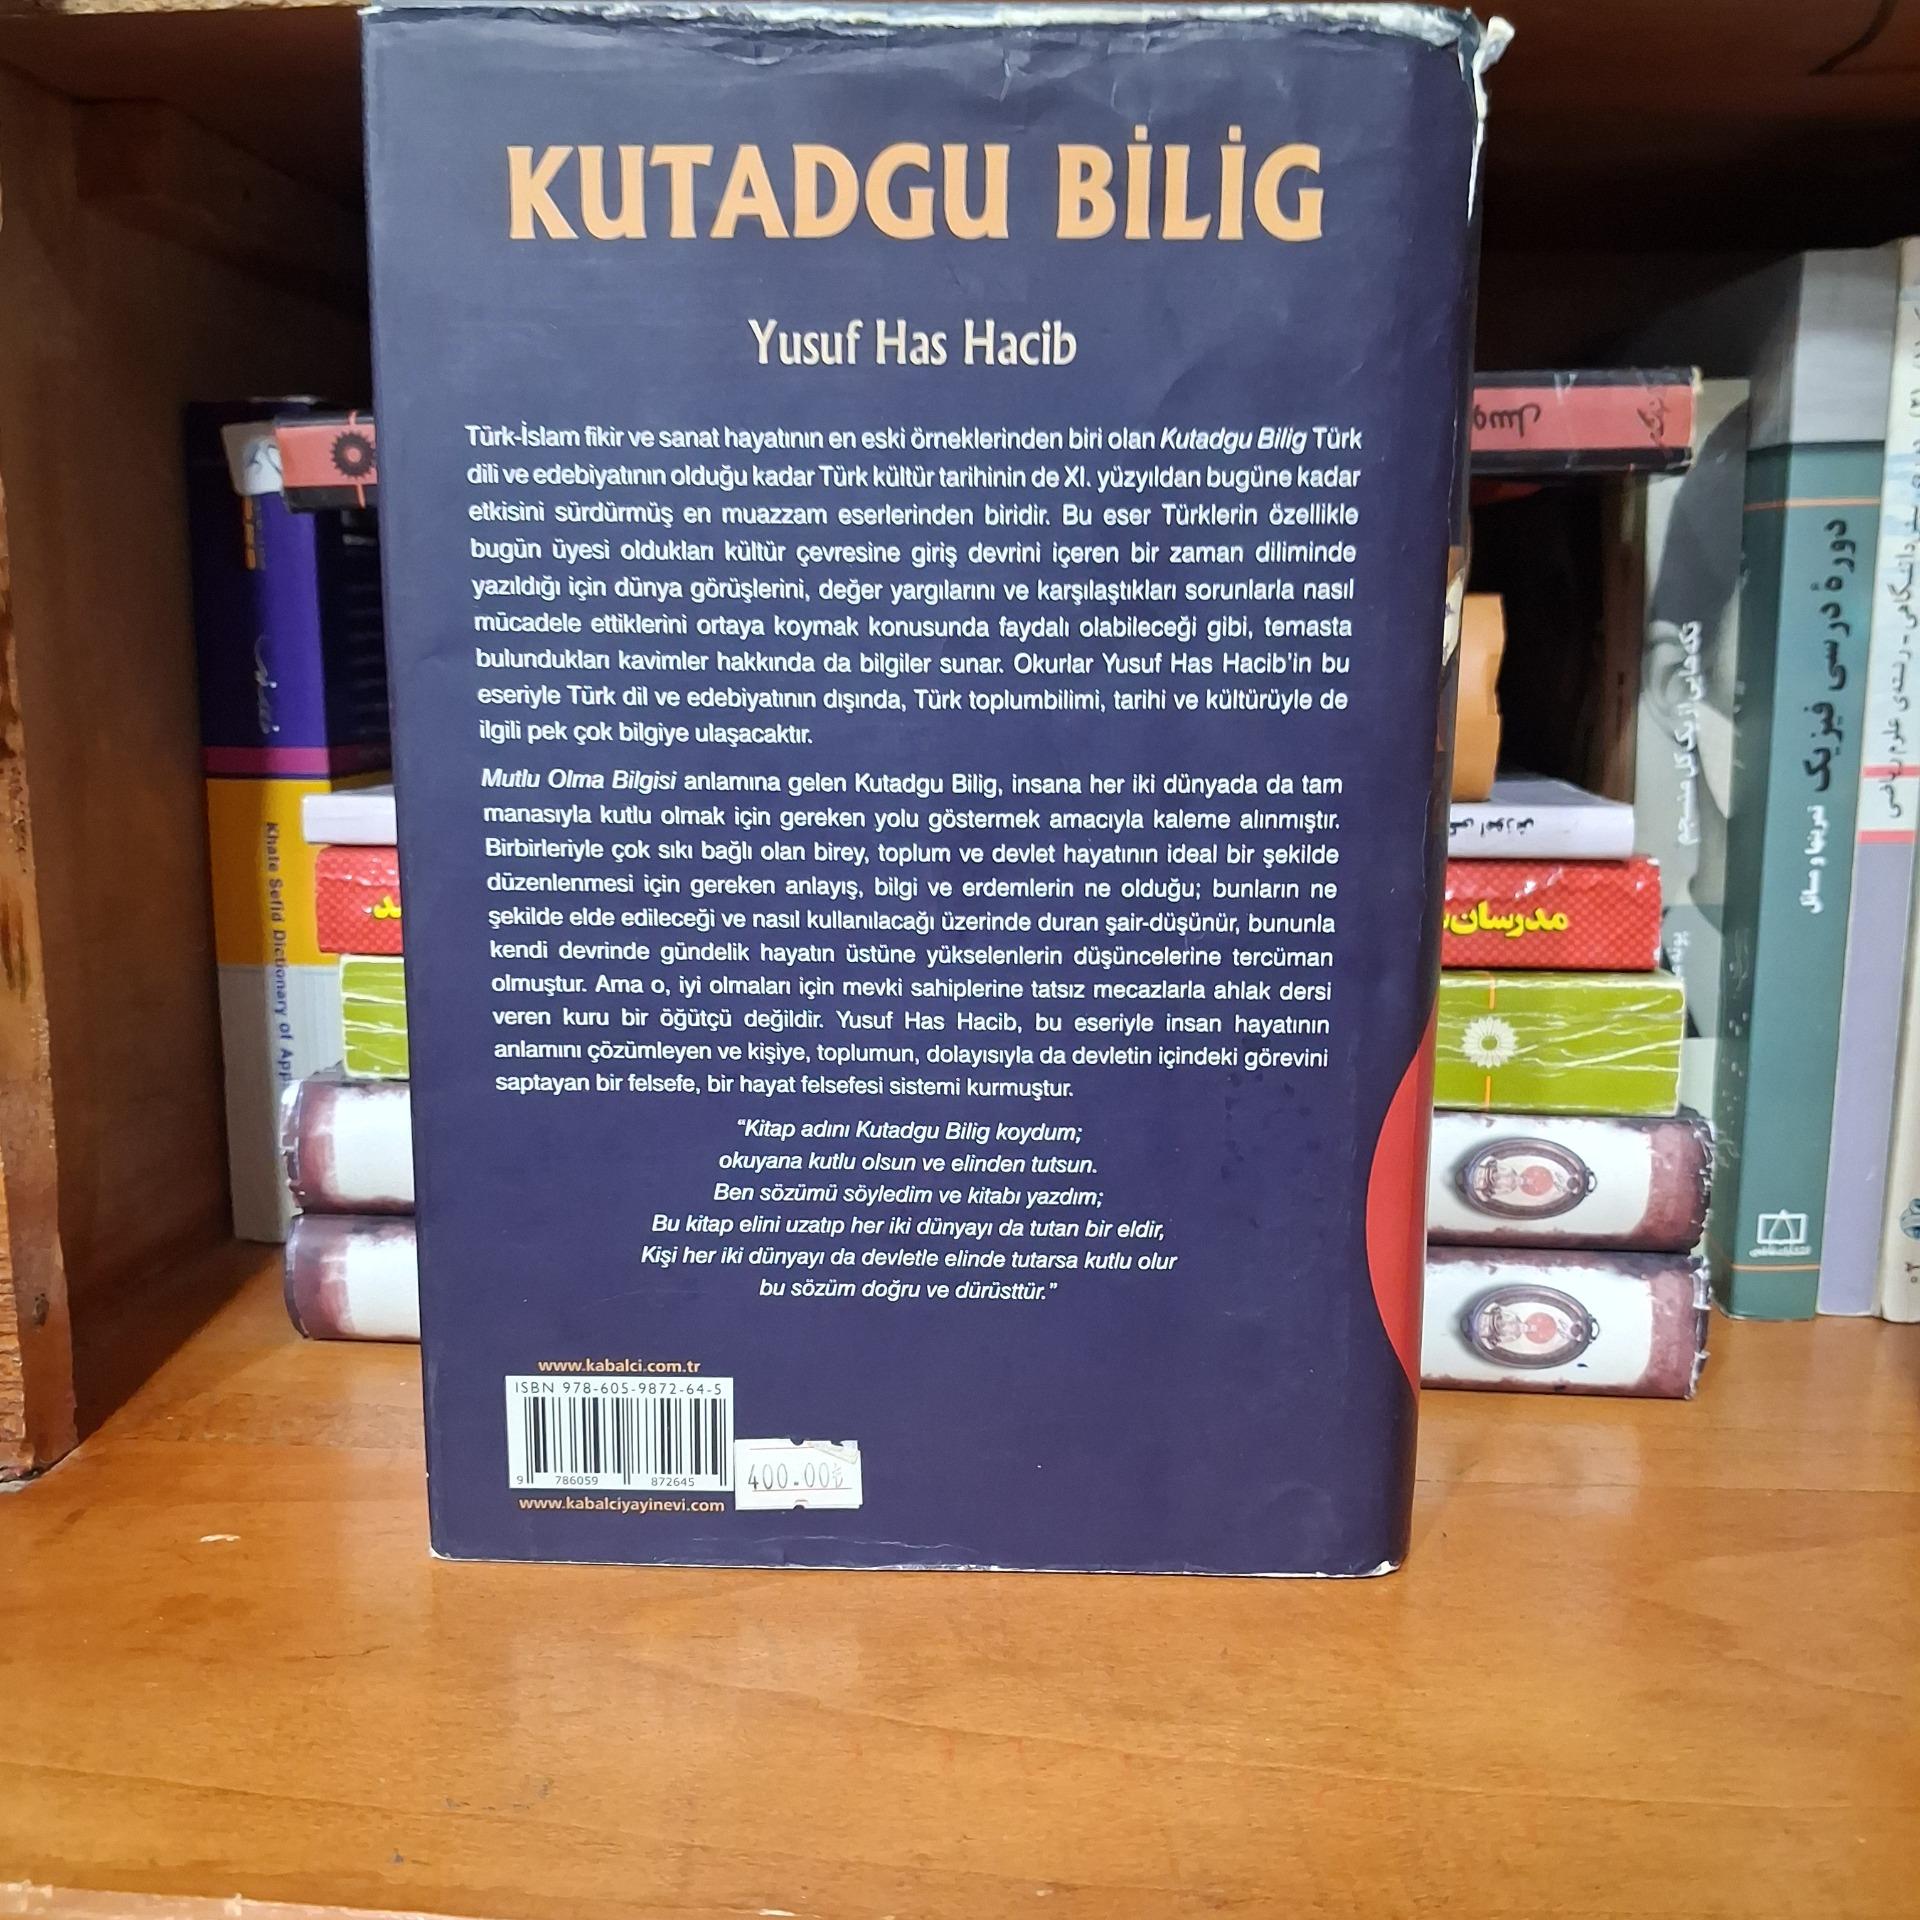 KUTADGU BİLİG
Yusuf Has Hacib
Türk-İslam fikir ve sanat hayatının en eski örneklerinden biri olan Kutadgu Bilig Türk
dili ve edebiyatının olduğu kadar Türk kültür tarihinin de XI. yüzyıldan bugüne kadar
etkisini sürdürmüş en muazzam eserlerinden biridir. Bu eser Türklerin özellikle
bugün üyesi oldukları kültür çevresine giriş devrini içeren bir zaman diliminde
yazıldığı için dünya görüşlerini, değer yargılarını ve karşılaştıkları sorunlarla nasıl
mücadele ettiklerini ortaya koymak konusunda faydalı olabileceği gibi, temasta
bulundukları kavimler hakkında da bilgiler sunar. Okurlar Yusuf Has Hacib'in bu
eseriyle Türk dil ve edebiyatının dışında, Türk toplumbilimi, tarihi ve kültürüyle de
ilgili pek çok bilgiye ulaşacaktır.
Mutlu Olma Bilgisi anlamına gelen Kutadgu Bilig, insana her iki dünyada da tam
manasıyla kutlu olmak için gereken yolu göstermek amacıyla kaleme alınmıştır.
Birbirleriyle çok sıkı bağlı olan birey, toplum ve devlet hayatının ideal bir şekilde
düzenlenmesi için gereken anlayış, bilgi ve erdemlerin ne olduğu; bunların ne
şekilde elde edileceği ve nasıl kullanılacağı üzerinde duran şair-düşünür, bununla
kendi devrinde gündelik hayatın üstüne yükselenlerin düşüncelerine tercüman
olmuştur. Ama o, iyi olmaları için mevki sahiplerine tatsız mecazlarla ahlak dersi
veren kuru bir öğütçü değildir. Yusuf Has Hacib, bu eseriyle insan hayatının
anlamını çözümleyen ve kişiye, toplumun, dolayısıyla da devletin içindeki görevini
saptayan bir felsefe, bir hayat felsefesi sistemi kurmuştur.
"Kitap adını Kutadgu Bilig koydum;
okuyana kutlu olsun ve elinden tutsun.
Ben sözümü söyledim ve kitabı yazdım;
Bu kitap elini uzatıp her iki dünyayı da tutan bir eldir,
Kişi her iki dünyayı da devletle elinde tutarsa kutlu olur
bu sözüm doğru ve dürüsttür."
www.kabalci.com.tr
ISBN 978-605-9872-64-5
9 786059 872645
400.00₺
www.kabalciyayinevi.com
Khate Sefid Dictionary of App
مدرسان
دورۀ درسی فیزیک
تمرینها و مسائل